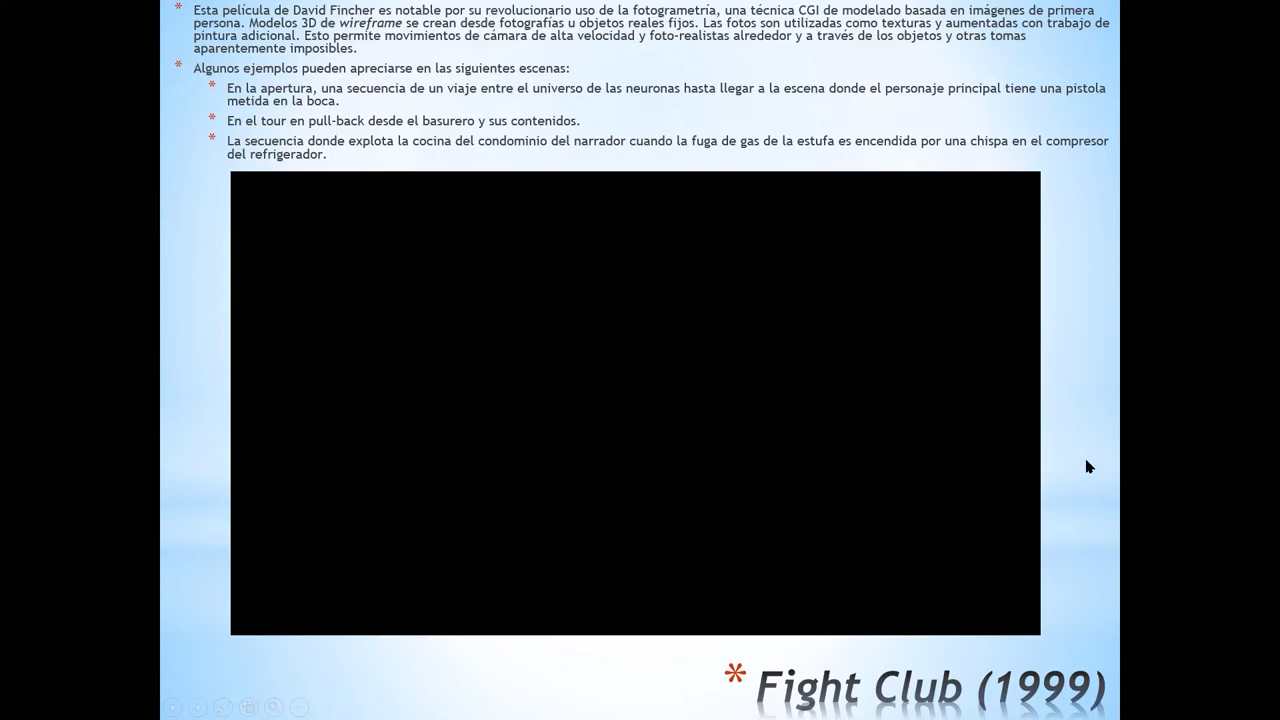 * Esta película de David Fincher es notable por su revolucionario uso de la fotogrametría, una técnica CGI de modelado basada en imágenes de primera
persona. Modelos 3D de wireframe se crean desde fotografías u objetos reales fijos. Las fotos son utilizadas como texturas y aumentadas con trabajo de
pintura adicional. Esto permite movimientos de cámara de alta velocidad y foto-realistas alrededor y a través de los objetos y otras tomas
aparentemente imposibles.
* Algunos ejemplos pueden apreciarse en las siguientes escenas:
* En la apertura, una secuencia de un viaje entre el universo de las neuronas hasta llegar a la escena donde el personaje principal tiene una pistola
metida en la boca.
* En el tour en pull-back desde el basurero y sus contenidos.
* La secuencia donde explota la cocina del condominio del narrador cuando la fuga de gas de la estufa es encendida por una chispa en el compresor
del refrigerador.
* Fight Club (1999)